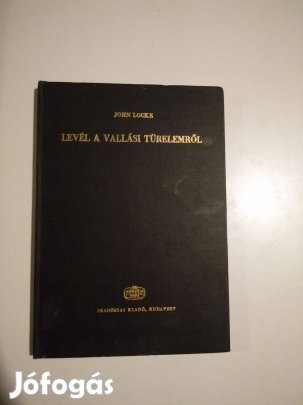 JOHN LOCKE
LEVÉL A VALLÁSI TÜRELEMRŐL
AKADÉMIAI KIADÓ, BUDAPEST
Jófogás